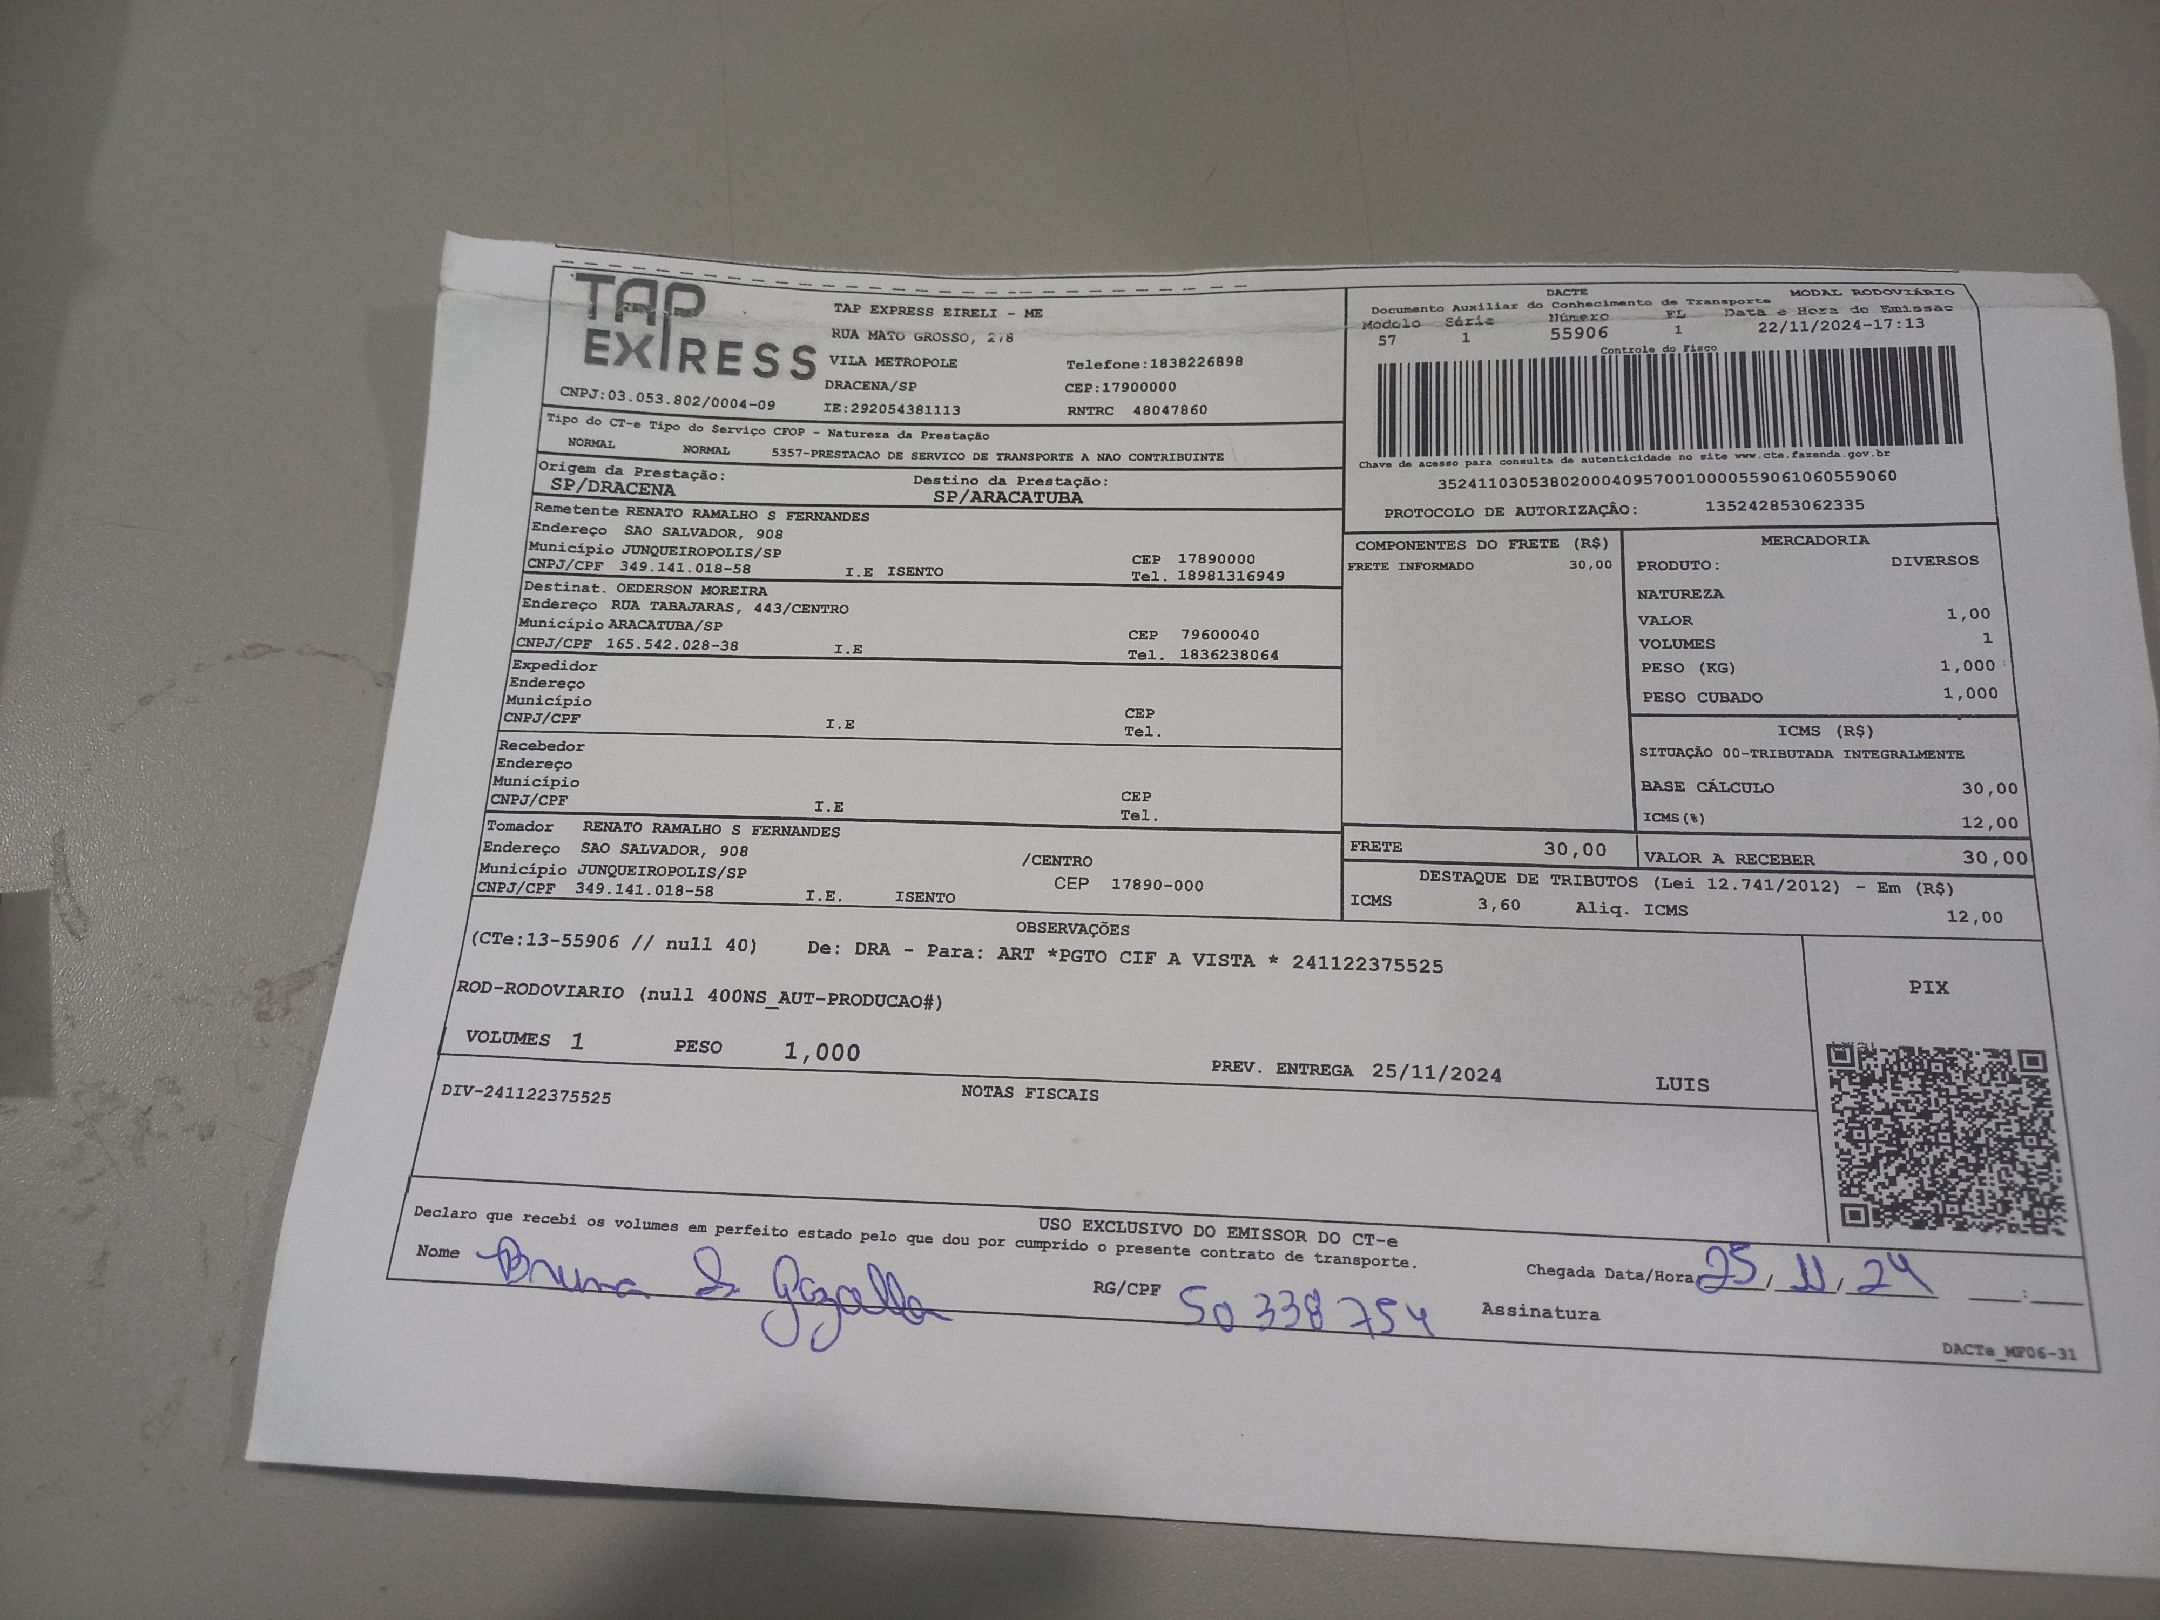 TAP
EXPRESS
CNPJ:03.053.802/0004-09
TAP EXPRESS EIRELI - ME
RUA MATO GROSSO, 278
VILA METROPOLE Telefone:1838226898
DRACENA/SP CEP:17900000
IE:292054381113 RNTRC 48047860
DACTE MODAL RODOVIÁRIO
Documento Auxiliar do Conhecimento de Transporte
Modelo Série Número FL Data e Hora de Emissão
57 1 55906 1 22/11/2024-17:13
Controle do Fisco
Chave de acesso para consulta de autenticidade no site www.cte.fazenda.gov.br
35241103053802000409570010000559061060559060
PROTOCOLO DE AUTORIZAÇÃO: 135242853062335
Tipo do CT-e Tipo do Serviço CFOP - Natureza da Prestação
NORMAL NORMAL 5357-PRESTACAO DE SERVICO DE TRANSPORTE A NAO CONTRIBUINTE
Origem da Prestação: Destino da Prestação:
SP/DRACENA SP/ARACATUBA
Remetente RENATO RAMALHO S FERNANDES
Endereço SAO SALVADOR, 908
Município JUNQUEIROPOLIS/SP CEP 17890000
CNPJ/CPF 349.141.018-58 I.E ISENTO Tel. 18981316949
Destinat. OEDERSON MOREIRA
Endereço RUA TABAJARAS, 443/CENTRO
Município ARACATUBA/SP CEP 79600040
CNPJ/CPF 165.542.028-38 I.E Tel. 1836238064
Expedidor
Endereço
Município CEP
CNPJ/CPF I.E Tel.
Recebedor
Endereço
Município CEP
CNPJ/CPF I.E Tel.
Tomador RENATO RAMALHO S FERNANDES
Endereço SAO SALVADOR, 908 /CENTRO
Município JUNQUEIROPOLIS/SP CEP 17890-000
CNPJ/CPF 349.141.018-58 I.E. ISENTO
COMPONENTES DO FRETE (R$)
FRETE INFORMADO 30,00
MERCADORIA
PRODUTO: DIVERSOS
NATUREZA
VALOR 1,00
VOLUMES 1
PESO (KG) 1,000
PESO CUBADO 1,000
ICMS (R$)
SITUAÇÃO 00-TRIBUTADA INTEGRALMENTE
BASE CÁLCULO 30,00
ICMS(%) 12,00
FRETE 30,00 VALOR A RECEBER 30,00
DESTAQUE DE TRIBUTOS (Lei 12.741/2012) - Em (R$)
ICMS 3,60 Aliq. ICMS 12,00
OBSERVAÇÕES
(CTe:13-55906 // null 40) De: DRA - Para: ART *PGTO CIF A VISTA * 241122375525
ROD-RODOVIARIO (null 400NS_AUT-PRODUCAO#)
VOLUMES 1 PESO 1,000 PREV. ENTREGA 25/11/2024 LUIS
PIX
NOTAS FISCAIS
DIV-241122375525
USO EXCLUSIVO DO EMISSOR DO CT-e
Declaro que recebi os volumes em perfeito estado pelo que dou por cumprido o presente contrato de transporte.
Nome Bruna RG/CPF 50 338 754 Chegada Data/Hora 25/11/24 __:__
Assinatura
DACTe_MF06-31